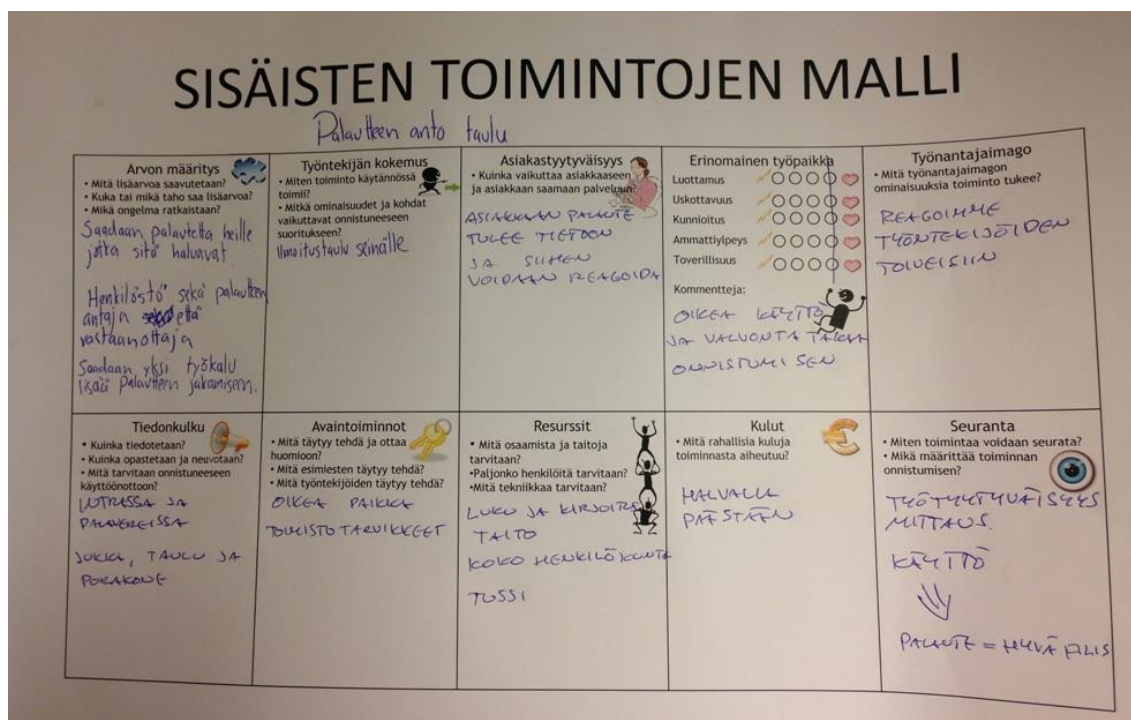 SISÄISTEN TOIMINTOJEN MALLI
Palautteen anto taulu
Arvon määritys
• Mitä lisäarvoa saavutetaan?
• Kuka tai mikä taho saa lisäarvoa?
• Mikä ongelma ratkaistaan?
Saadaan palautetta heille
jotka sitä haluavat
Henkilöstö sekä palautteen
antaja että
vastaanottaja
Saadaan yksi työkalu
lisää palautteen jakamiseen.
Työntekijän kokemus
• Miten toiminto käytännössä
toimii?
• Mitkä ominaisuudet ja kohdat
vaikuttavat onnistuneeseen
suoritukseen?
Ilmoitustaulu seinälle
Asiakastyytyväisyys
• Kuinka vaikuttaa asiakkaaseen
ja asiakkaan saamaan palveluun?
ASIAKKAAN PALAUTE
TULEE TIETOON
JA SIIHEN
VOIDAAN REAGOIDA
Erinomainen työpaikka
Luottamus
Uskottavuus
Kunnioitus
Ammattiylpeys
Toverillisuus
Kommentteja:
OIKEA KÄYTTÖ
JA VALVONTA TAKAA
ONNISTUMISEN
Työnantajaimago
• Mitä työnantajaimagon
ominaisuuksia toiminto tukee?
REAGOIMME
TYÖNTEKIJÖIDEN
TOIVEISIIN
Tiedonkulku
• Kuinka tiedotetaan?
• Kuinka opastetaan ja neuvotaan?
• Mitä tarvitaan onnistuneeseen
käyttöönottoon?
JA
PALAVEREISSA
JUKKA, TAULU JA
PORAKONE
Avaintoiminnot
• Mitä täytyy tehdä ja ottaa
huomioon?
• Mitä esimiesten täytyy tehdä?
• Mitä työntekijöiden täytyy tehdä?
OIKEA PAIKKA
TOIMISTOTARVIKKEET
Resurssit
• Mitä osaamista ja taitoja
tarvitaan?
•Paljonko henkilöitä tarvitaan?
•Mitä tekniikkaa tarvitaan?
LUKU JA KIRJOITUS
TAITO
KOKO HENKILÖKUNTA
TUSSI
Kulut
• Mitä rahallisia kuluja
toiminnasta aiheutuu?
HALVALLA
PÄÄSTÄÄN
Seuranta
• Miten toimintaa voidaan seurata?
• Mikä määrittää toiminnan
onnistumisen?
TYÖTYYTYVÄISYYS
MITTAUS.
KÄYTTÖ
PALAUTE = HYVÄ FIILIS